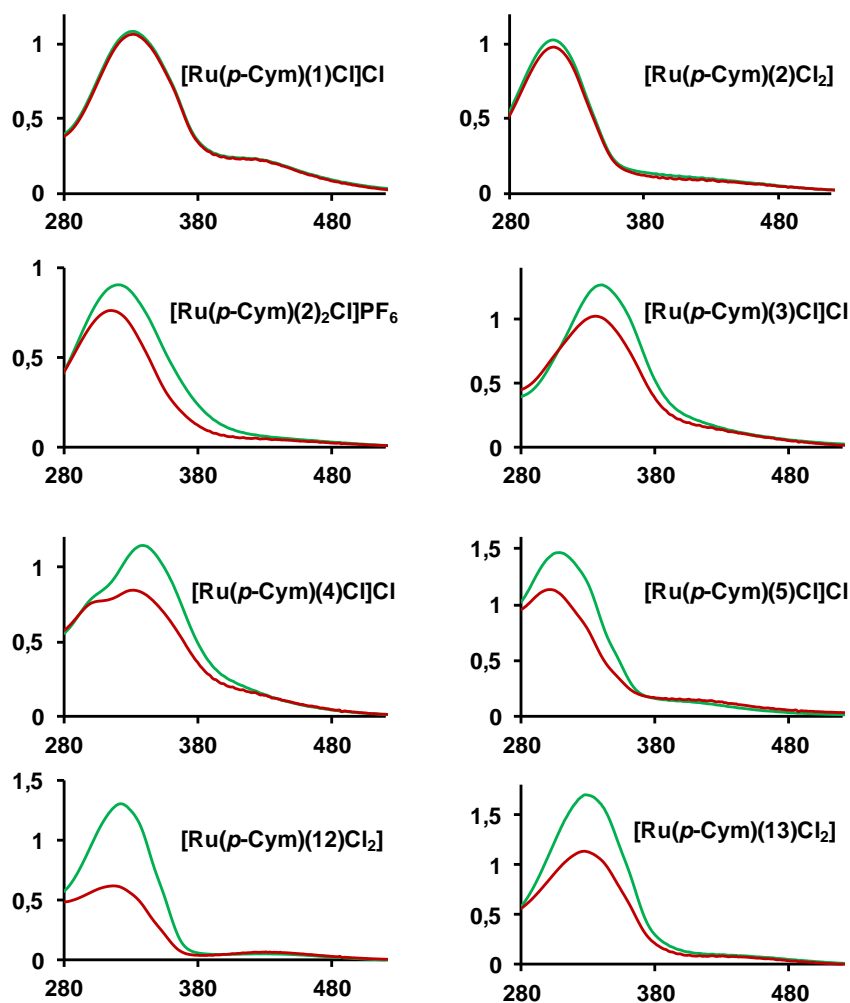 [Ru(p-Cym)(1)Cl]Cl
1
0,5
0
280 380 480
[Ru(p-Cym)(2)Cl2]
1
0,5
0
280 380 480
[Ru(p-Cym)(2)2Cl]PF6
1
0,5
0
280 380 480
[Ru(p-Cym)(3)Cl]Cl
1
0,5
0
280 380 480
[Ru(p-Cym)(4)Cl]Cl
1
0,5
0
280 380 480
[Ru(p-Cym)(5)Cl]Cl
1,5
1
0,5
0
280 380 480
[Ru(p-Cym)(12)Cl2]
1,5
1
0,5
0
280 380 480
[Ru(p-Cym)(13)Cl2]
1,5
1
0,5
0
280 380 480